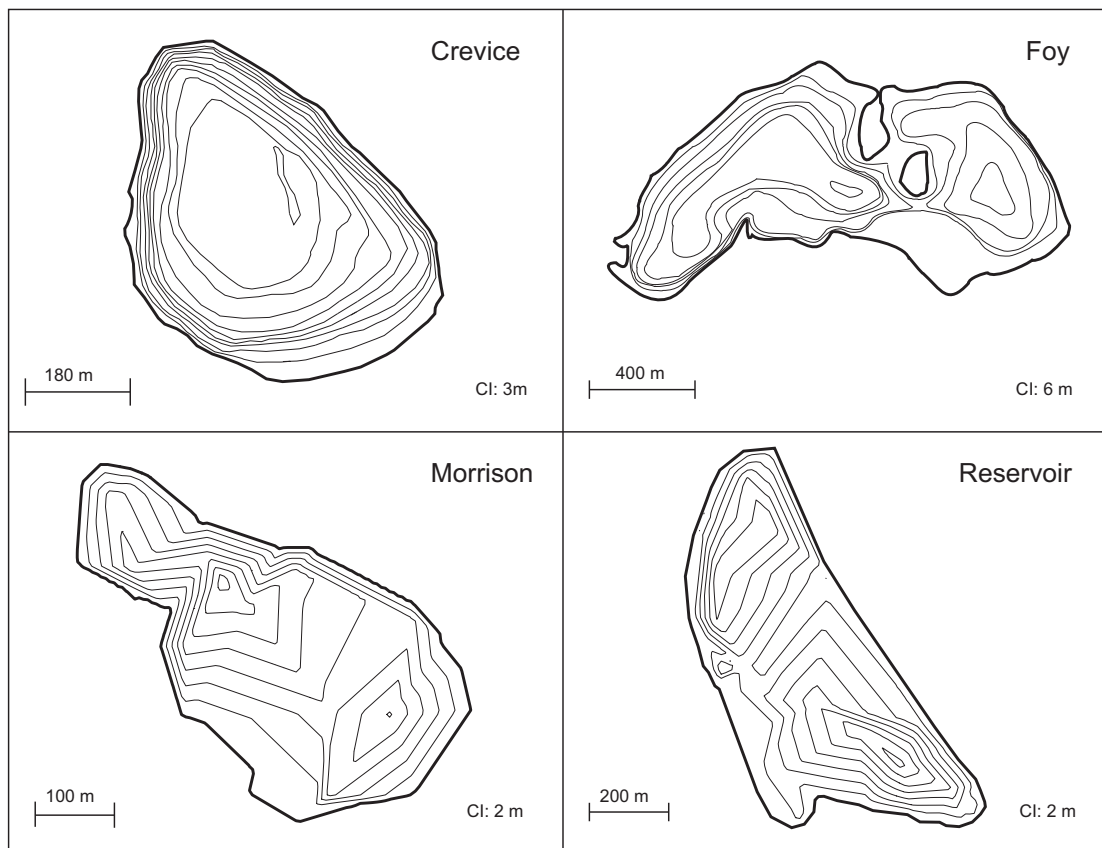 Crevice
180 m
CI: 3m
Foy
400 m
CI: 6 m
Morrison
100 m
CI: 2 m
Reservoir
200 m
CI: 2 m